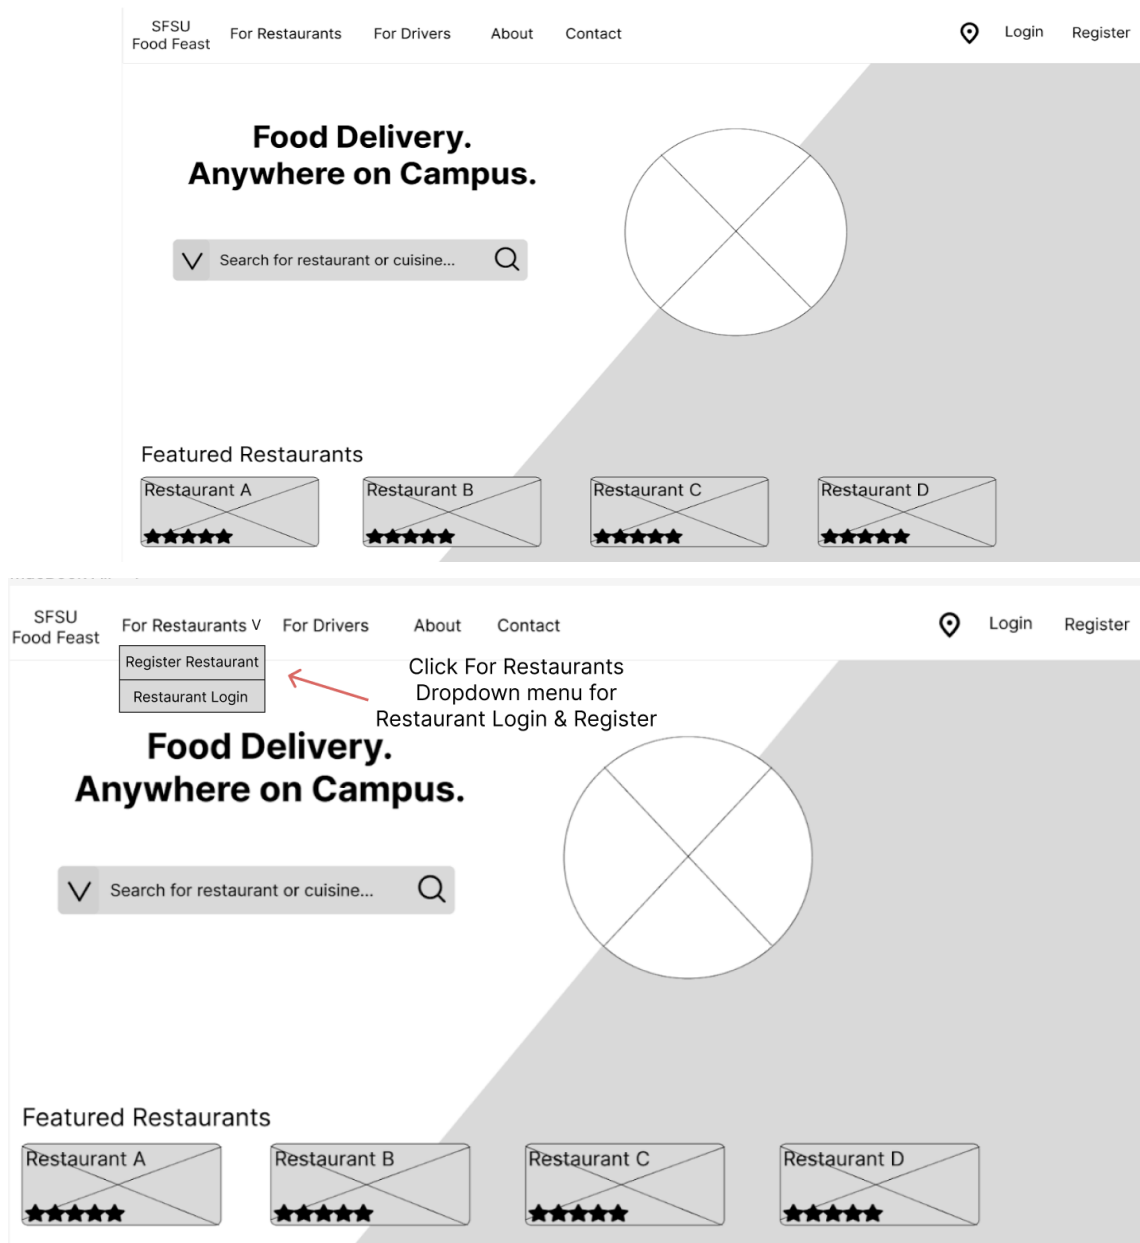 SFSU
Food Feast
For Restaurants
For Drivers
About
Contact
Login
Register
Food Delivery.
Anywhere on Campus.
V
Search for restaurant or cuisine...
Featured Restaurants
Restaurant A
Restaurant B
Restaurant C
Restaurant D
SFSU
Food Feast
For Restaurants V
For Drivers
About
Contact
Login
Register
Register Restaurant
Restaurant Login
Click For Restaurants
Dropdown menu for
Restaurant Login & Register
Food Delivery.
Anywhere on Campus.
V
Search for restaurant or cuisine...
Featured Restaurants
Restaurant A
Restaurant B
Restaurant C
Restaurant D